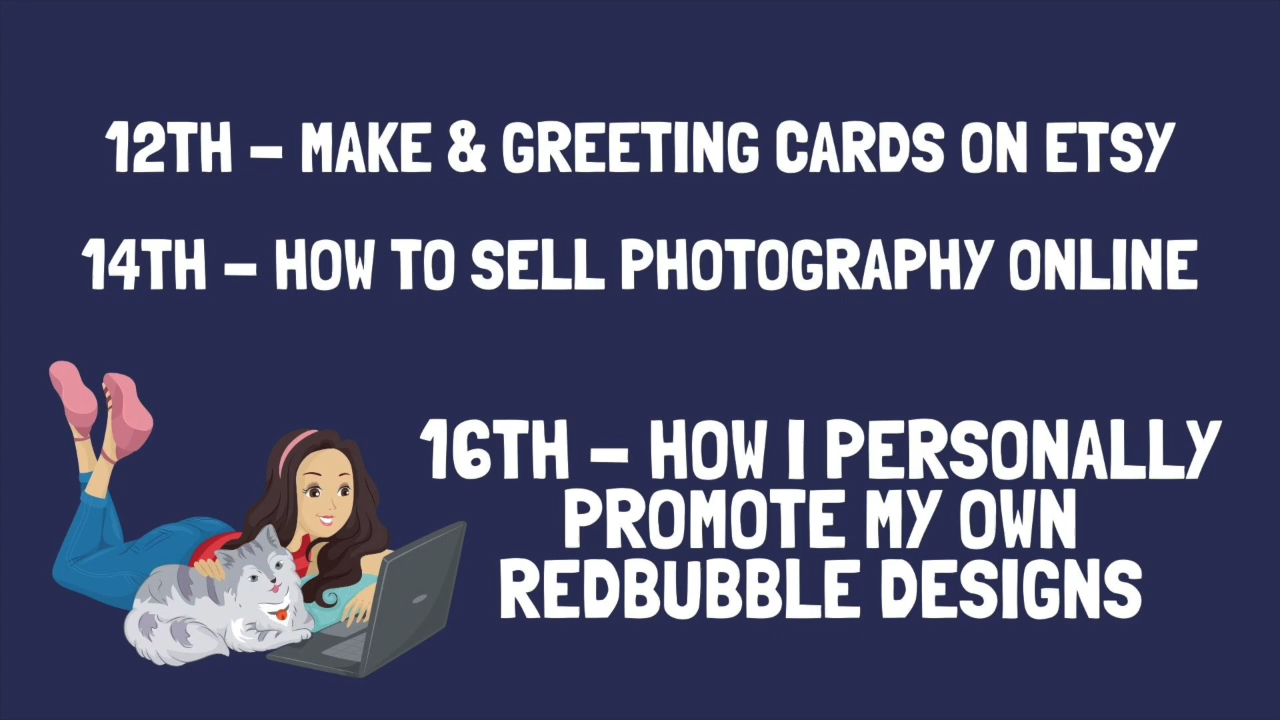 12TH – MAKE & GREETING CARDS ON ETSY
14TH – HOW TO SELL PHOTOGRAPHY ONLINE
16TH – HOW I PERSONALLY
PROMOTE MY OWN
REDBUBBLE DESIGNS